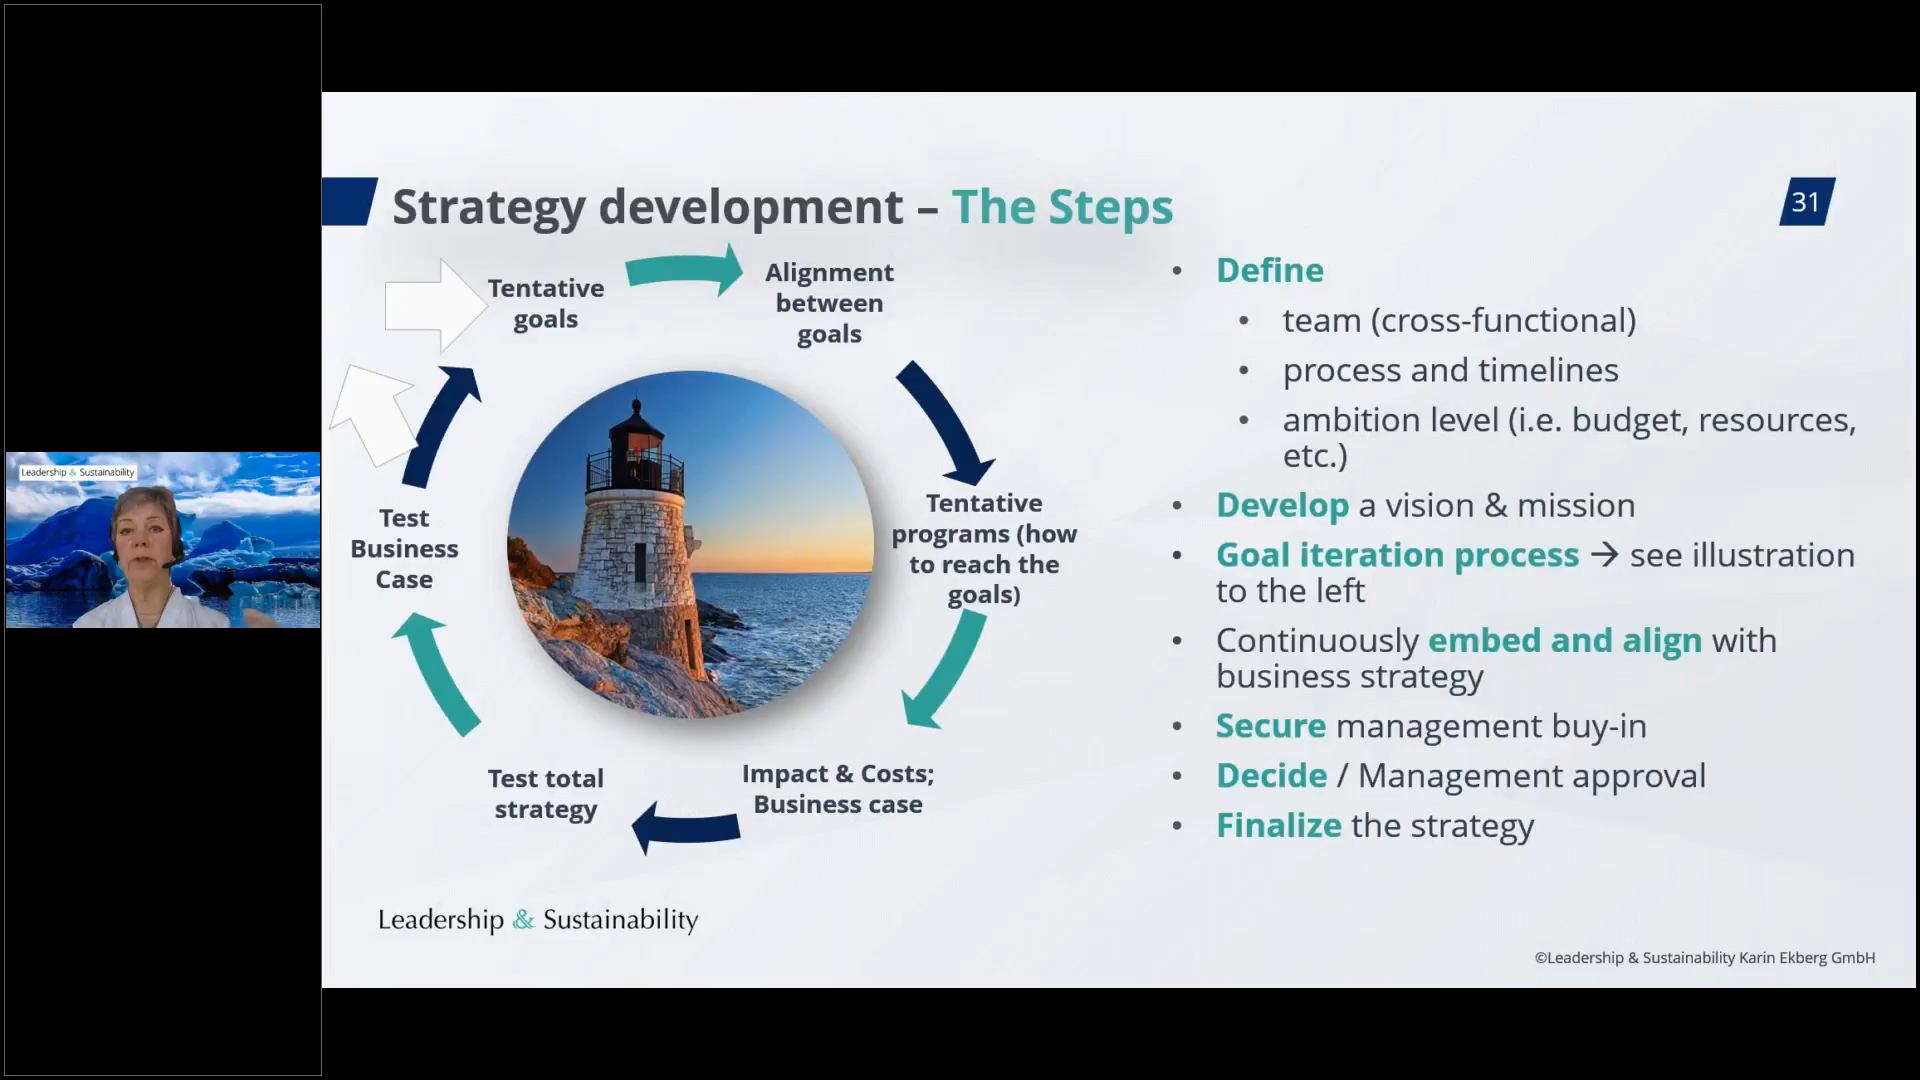 Leadership & Sustainability
Strategy development – The Steps
31
Tentative
goals
Alignment
between
goals
Tentative
programs (how
to reach the
goals)
Impact & Costs;
Business case
Test total
strategy
Test
Business
Case
• Define
• team (cross-functional)
• process and timelines
• ambition level (i.e. budget, resources,
etc.)
• Develop a vision & mission
• Goal iteration process → see illustration
to the left
• Continuously embed and align with
business strategy
• Secure management buy-in
• Decide / Management approval
• Finalize the strategy
Leadership & Sustainability
©Leadership & Sustainability Karin Ekberg GmbH